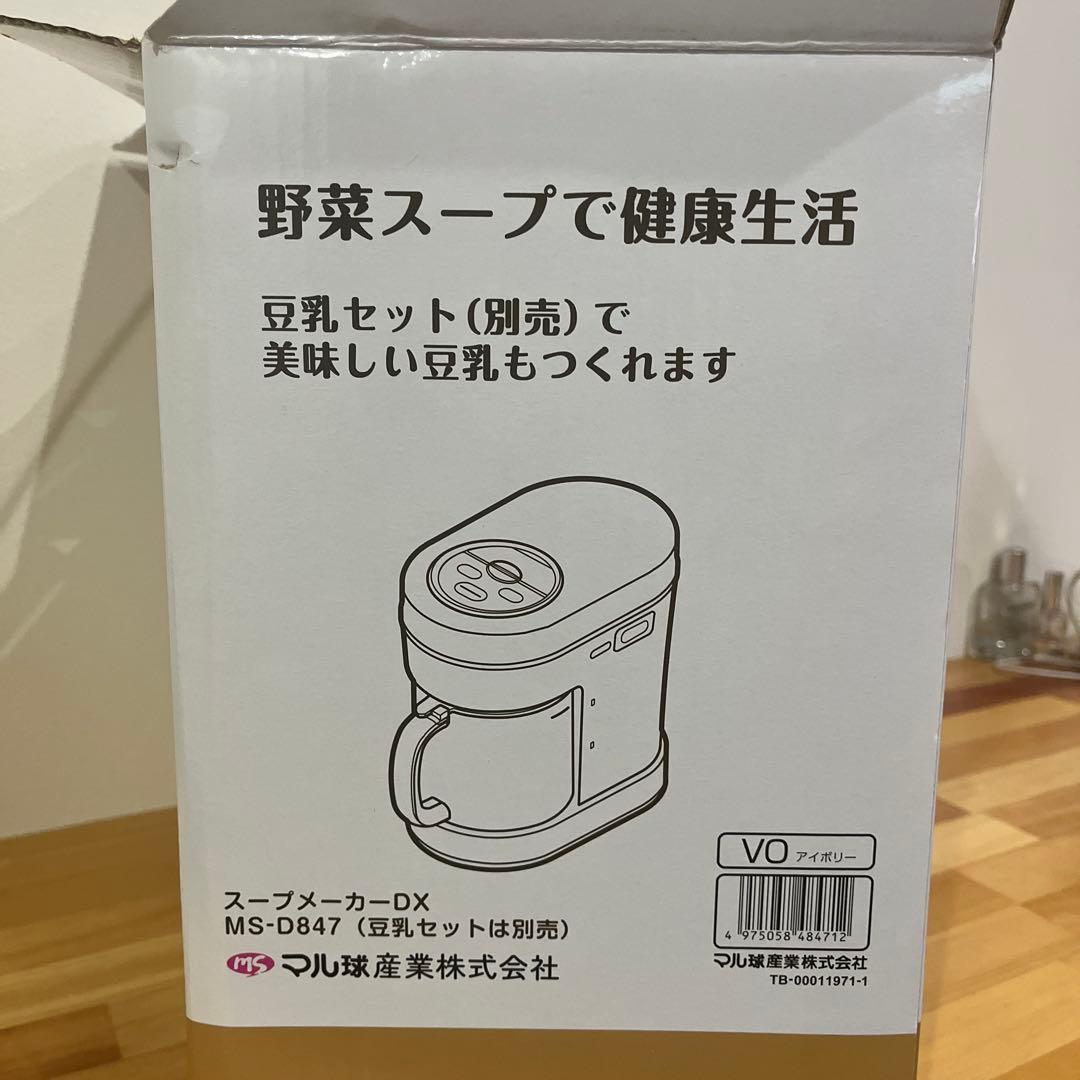 野菜スープで健康生活
豆乳セット(別売)で
美味しい豆乳もつくれます
VO アイボリー
4 975058 484712
マル球産業株式会社
TB-00011971-1
スープメーカーDX
MS-D847（豆乳セットは別売）
MS マル球産業株式会社